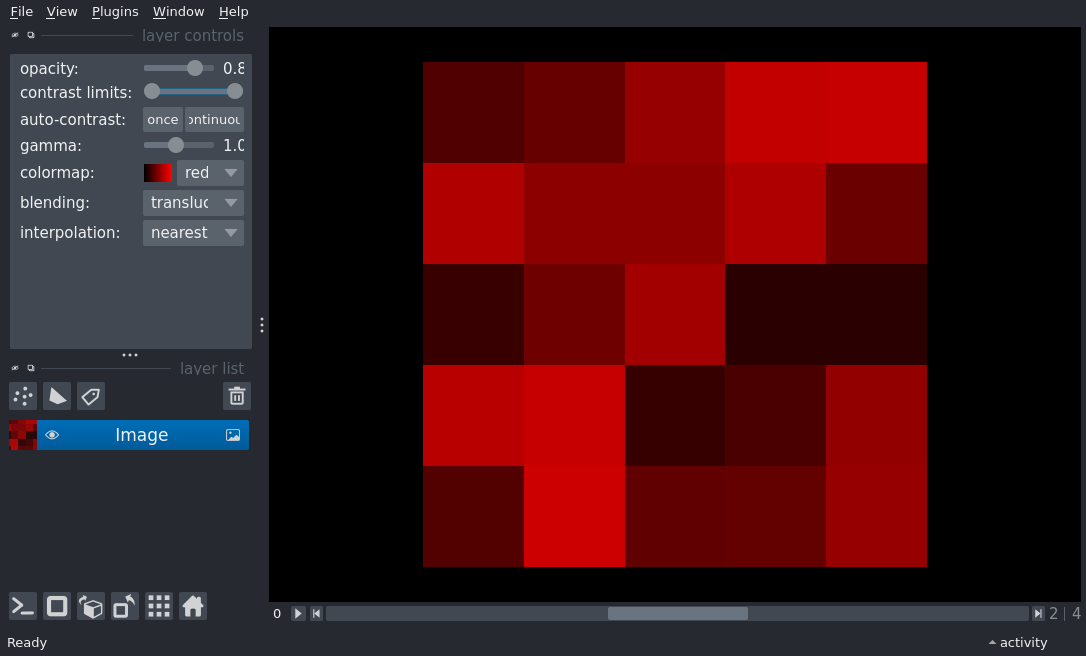 File View Plugins Window Help
layer controls
opacity: 0.8
contrast limits:
auto-contrast: once ontinuou
gamma: 1.0
colormap: red
blending: transluc
interpolation: nearest
layer list
Image
0 2 | 4
Ready activity